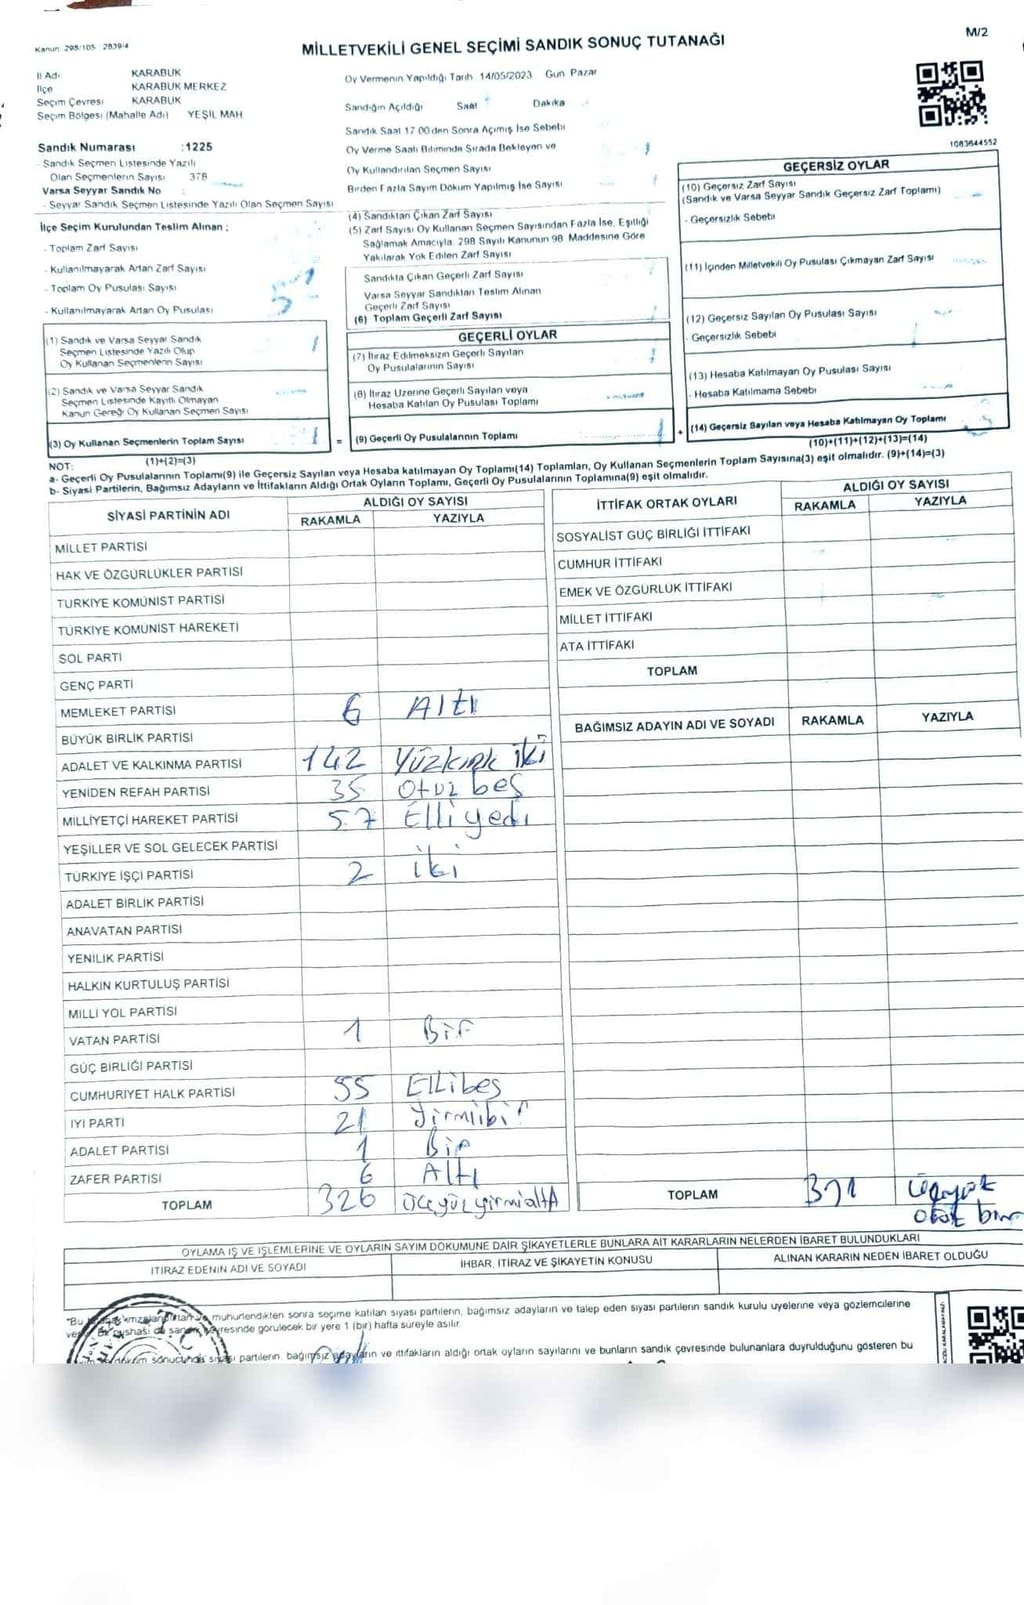 Kanun 298/105 2839/4
MİLLETVEKİLİ GENEL SEÇİMİ SANDIK SONUÇ TUTANAĞI
M/2
İl Adı KARABÜK
İlçe KARABÜK MERKEZ
Seçim Çevresi KARABÜK
Seçim Bölgesi (Mahalle Adı) YEŞİL MAH
Sandık Numarası :1225
- Sandık Seçmen Listesinde Yazılı
Olan Seçmenlerin Sayısı 376
Varsa Seyyar Sandık No :
- Seyyar Sandık Seçmen Listesinde Yazılı Olan Seçmen Sayısı
İlçe Seçim Kurulundan Teslim Alınan ;
- Toplam Zarf Sayısı
- Kullanılmayarak Artan Zarf Sayısı
- Toplam Oy Pusulası Sayısı
- Kullanılmayarak Artan Oy Pusulası
(1) Sandık ve Varsa Seyyar Sandık
Seçmen Listesinde Yazılı Olup
Oy Kullanan Seçmenlerin Sayısı
(2) Sandık ve Varsa Seyyar Sandık
Seçmen Listesinde Kayıtlı Olmayan
Kanun Gereği Oy Kullanan Seçmen Sayısı
(3) Oy Kullanan Seçmenlerin Toplam Sayısı
(1)+(2)=(3)
Oy Vermenin Yapıldığı Tarih 14/05/2023 Gün Pazar
Sandığın Açıldığı Saat Dakika
Sandık Saat 17 00 den Sonra Açımış İse Sebebi
Oy Verme Saati Bitiminde Sırada Bekleyen ve
Oy Kullandırılan Seçmen Sayısı
Birden Fazla Sayım Döküm Yapılmış İse Sayısı
(4) Sandıktan Çıkan Zarf Sayısı
(5) Zarf Sayısı Oy Kullanan Seçmen Sayısından Fazla İse, Eşitliği
Sağlamak Amacıyla, 298 Sayılı Kanunun 98. Maddesine Göre
Yakılarak Yok Edilen Zarf Sayısı
Sandıkta Çıkan Geçerli Zarf Sayısı
Varsa Seyyar Sandıktan Teslim Alınan
Geçerli Zarf Sayısı
(6) Toplam Geçerli Zarf Sayısı
GEÇERLİ OYLAR
(7) İtiraz Edilmeksizin Geçerli Sayılan
Oy Pusulalarının Sayısı
(8) İtiraz Üzerine Geçerli Sayılan veya
Hesaba Katılan Oy Pusulası Toplamı
= (9) Geçerli Oy Pusulalarının Toplamı +
1083644552
GEÇERSİZ OYLAR
(10) Geçersiz Zarf Sayısı
(Sandık ve Varsa Seyyar Sandık Geçersiz Zarf Toplamı)
- Geçersizlik Sebebi
(11) İçinden Milletvekili Oy Pusulası Çıkmayan Zarf Sayısı
(12) Geçersiz Sayılan Oy Pusulası Sayısı
- Geçersizlik Sebebi
(13) Hesaba Katılmayan Oy Pusulası Sayısı
- Hesaba Katılmama Sebebi
(14) Geçersiz Sayılan veya Hesaba Katılmayan Oy Toplamı
(10)+(11)+(12)+(13)=(14)
NOT:
a- Geçerli Oy Pusulalarının Toplamı(9) ile Geçersiz Sayılan veya Hesaba katılmayan Oy Toplamı(14) Toplamları, Oy Kullanan Seçmenlerin Toplam Sayısına(3) eşit olmalıdır. (9)+(14)=(3)
b- Siyasi Partilerin, Bağımsız Adayların ve İttifakların Aldığı Ortak Oyların Toplamı, Geçerli Oy Pusulalarının Toplamına(9) eşit olmalıdır.
SİYASİ PARTİNİN ADI ALDIĞI OY SAYISI
RAKAMLA YAZIYLA
MİLLET PARTİSİ
HAK VE ÖZGÜRLÜKLER PARTİSİ
TÜRKİYE KOMÜNİST PARTİSİ
TÜRKİYE KOMÜNİST HAREKETİ
SOL PARTİ
GENÇ PARTİ
MEMLEKET PARTİSİ 6 Altı
BÜYÜK BİRLİK PARTİSİ
ADALET VE KALKINMA PARTİSİ 142 Yüzkırk iki
YENİDEN REFAH PARTİSİ 35 Otuz beş
MİLLİYETÇİ HAREKET PARTİSİ 57 Elli yedi
YEŞİLLER VE SOL GELECEK PARTİSİ
TÜRKİYE İŞÇİ PARTİSİ 2 iki
ADALET BİRLİK PARTİSİ
ANAVATAN PARTİSİ
YENİLİK PARTİSİ
HALKIN KURTULUŞ PARTİSİ
MİLLİ YOL PARTİSİ
VATAN PARTİSİ 1 Bir
GÜÇ BİRLİĞİ PARTİSİ
CUMHURİYET HALK PARTİSİ 55 Ellibeş
İYİ PARTİ 21 Yirmibir
ADALET PARTİSİ 1 Bir
ZAFER PARTİSİ 6 Altı
TOPLAM 326 Üçyüzyirmialtı
İTTİFAK ORTAK OYLARI ALDIĞI OY SAYISI
RAKAMLA YAZIYLA
SOSYALİST GÜÇ BİRLİĞİ İTTİFAKI
CUMHUR İTTİFAKI
EMEK VE ÖZGÜRLÜK İTTİFAKI
MİLLET İTTİFAKI
ATA İTTİFAKI
TOPLAM
BAĞIMSIZ ADAYIN ADI VE SOYADI RAKAMLA YAZIYLA
TOPLAM
OYLAMA İŞ VE İŞLEMLERİNE VE OYLARIN SAYIM DÖKÜMÜNE DAİR ŞİKAYETLERLE BUNLARA AİT KARARLARIN NELERDEN İBARET BULUNDUKLARI
İTİRAZ EDENİN ADI VE SOYADI İHBAR, İTİRAZ VE ŞİKAYETİN KONUSU ALINAN KARARIN NEDEN İBARET OLDUĞU
mühürlendikten sonra seçime katılan siyasi partilerin, bağımsız adayların ve talep eden siyasi partilerin sandık kurulu üyelerine veya gözlemcilerine
görülecek bir yere 1 (bir) hafta süreyle asılır.
partilerin, bağımsız adayların ve ittifakların aldığı ortak oyların sayılarını ve bunların sandık çevresinde bulunanlara duyrulduğunu gösteren bu